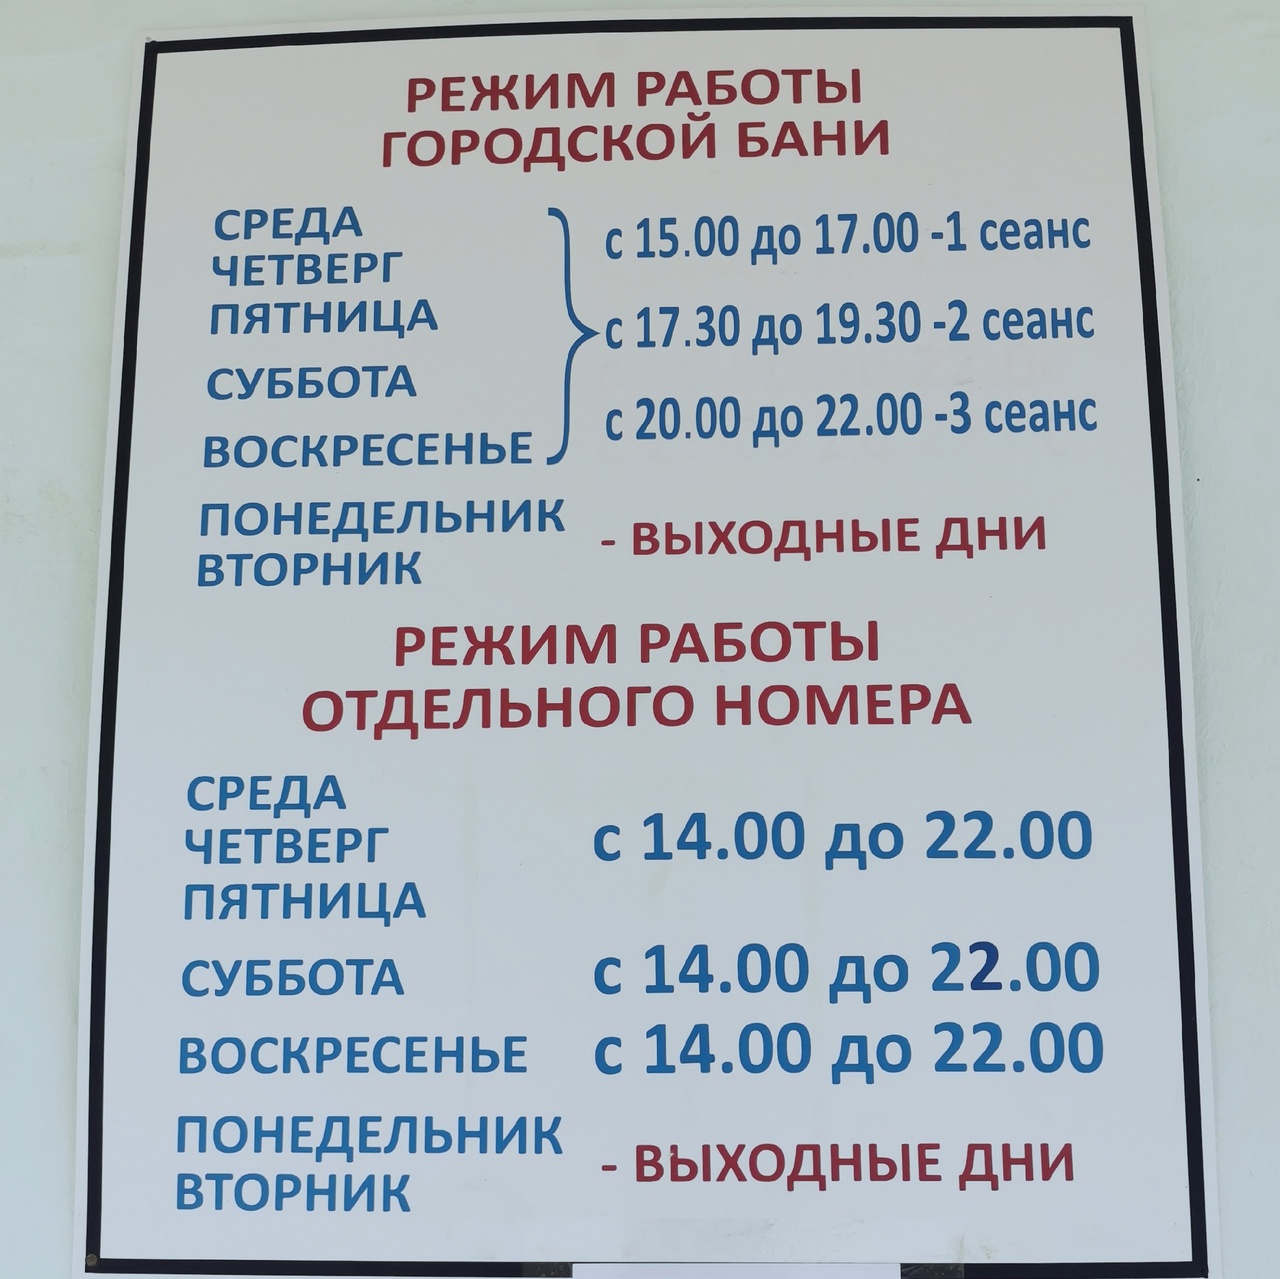 РЕЖИМ РАБОТЫ
ГОРОДСКОЙ БАНИ
СРЕДА
ЧЕТВЕРГ
ПЯТНИЦА
СУББОТА
ВОСКРЕСЕНЬЕ
с 15.00 до 17.00 -1 сеанс
с 17.30 до 19.30 -2 сеанс
с 20.00 до 22.00 -3 сеанс
ПОНЕДЕЛЬНИК
ВТОРНИК
- ВЫХОДНЫЕ ДНИ
РЕЖИМ РАБОТЫ
ОТДЕЛЬНОГО НОМЕРА
СРЕДА
ЧЕТВЕРГ
ПЯТНИЦА
с 14.00 до 22.00
СУББОТА с 14.00 до 22.00
ВОСКРЕСЕНЬЕ с 14.00 до 22.00
ПОНЕДЕЛЬНИК
ВТОРНИК
- ВЫХОДНЫЕ ДНИ